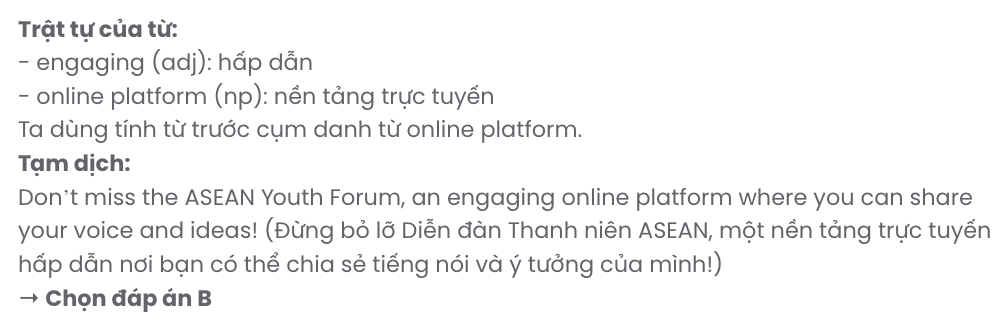 Trật tự của từ:
- engaging (adj): hấp dẫn
- online platform (np): nền tảng trực tuyến
Ta dùng tính từ trước cụm danh từ online platform.
Tạm dịch:
Don't miss the ASEAN Youth Forum, an engaging online platform where you can share
your voice and ideas! (Đừng bỏ lỡ Diễn đàn Thanh niên ASEAN, một nền tảng trực tuyến
hấp dẫn nơi bạn có thể chia sẻ tiếng nói và ý tưởng của mình!)
→ Chọn đáp án B